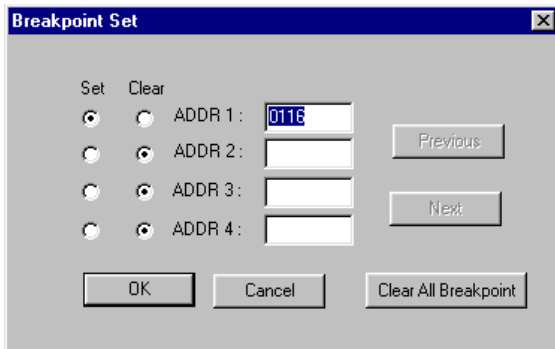 Breakpoint Set
Set Clear
ADDR 1 : 0116
ADDR 2 :
Previous
ADDR 3 :
Next
ADDR 4 :
OK Cancel Clear All Breakpoint